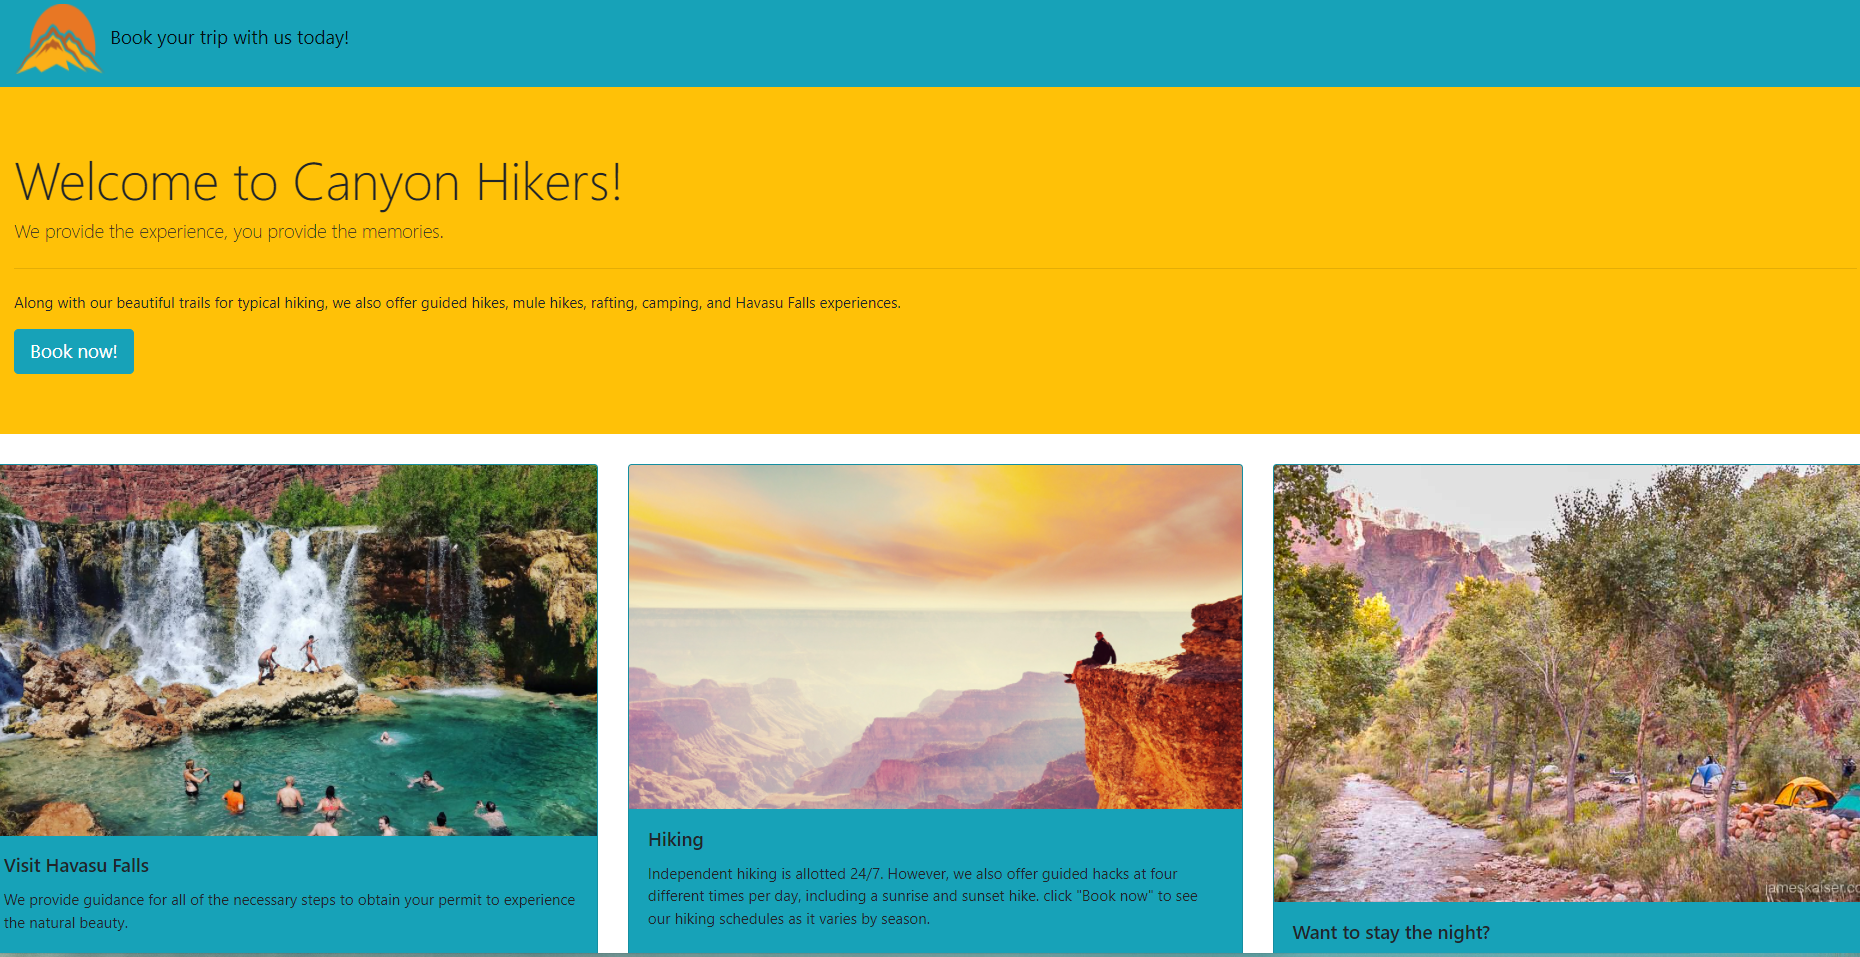 Book your trip with us today!
Welcome to Canyon Hikers!
We provide the experience, you provide the memories.
Along with our beautiful trails for typical hiking, we also offer guided hikes, mule hikes, rafting, camping, and Havasu Falls experiences.
Book now!
Visit Havasu Falls
We provide guidance for all of the necessary steps to obtain your permit to experience
the natural beauty.
Hiking
Independent hiking is allotted 24/7. However, we also offer guided hacks at four
different times per day, including a sunrise and sunset hike. click "Book now" to see
our hiking schedules as it varies by season.
jameskaiser.co
Want to stay the night?